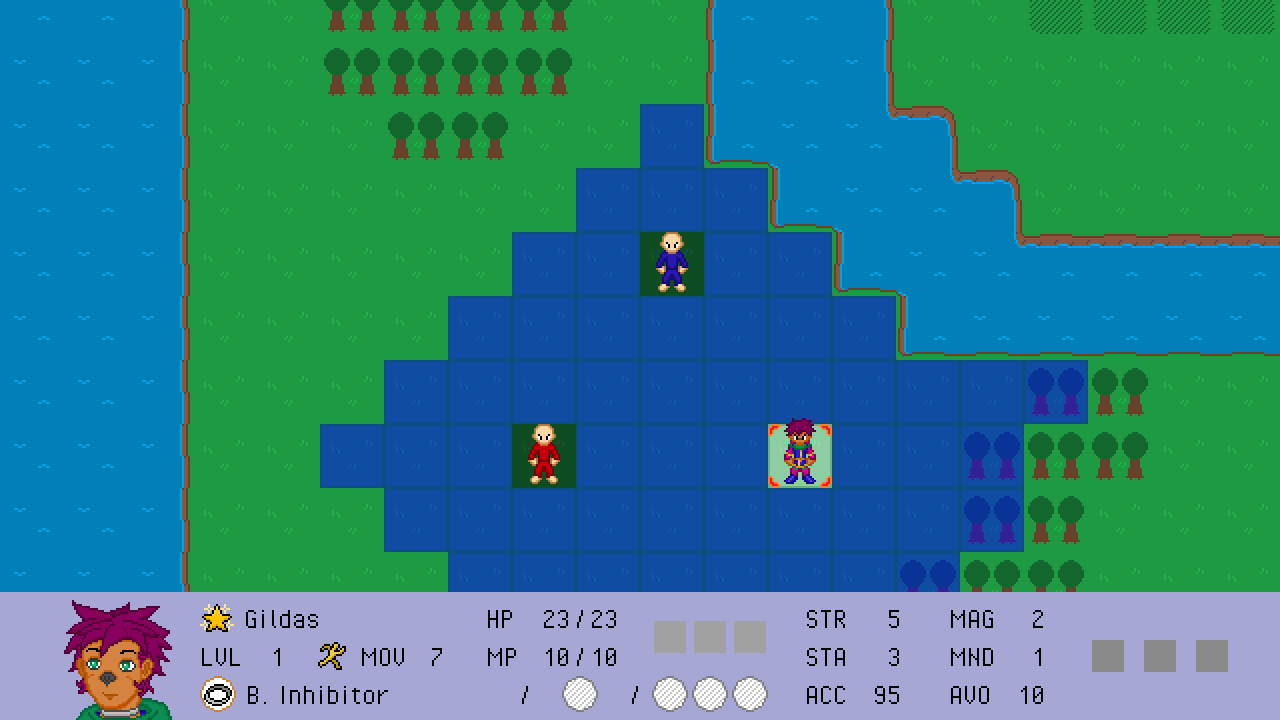 Gildas HP 23/23 STR 5 MAG 2
LVL 1 MOV 7 MP 10/10 STA 3 MND 1
B. Inhibitor / / ACC 95 AVO 10